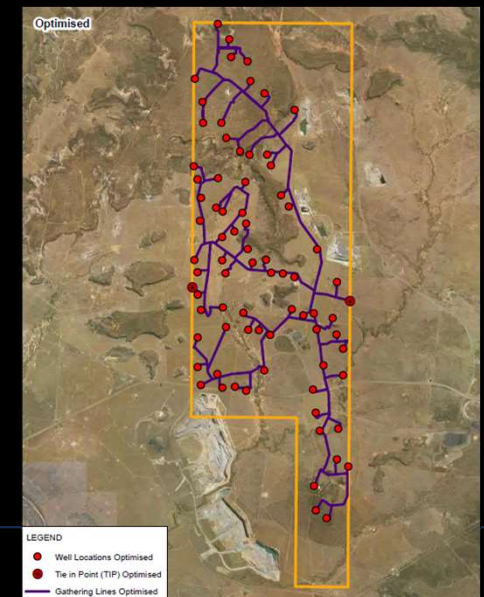 Optimised
LEGEND
Well Locations Optimised
Tie in Point (TIP) Optimised
Gathering Lines Optimised